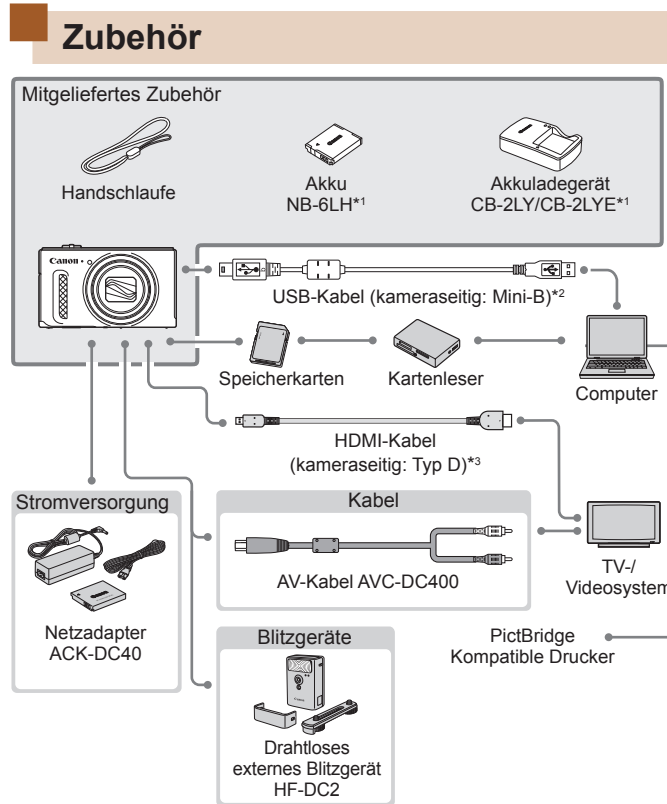 Zubehör
Mitgeliefertes Zubehör
Handschlaufe
Akku
NB-6LH*1
Akkuladegerät
CB-2LY/CB-2LYE*1
Canon
USB-Kabel (kameraseitig: Mini-B)*2
Speicherkarten
Kartenleser
Computer
HDMI-Kabel
(kameraseitig: Typ D)*3
Stromversorgung
Netzadapter
ACK-DC40
Kabel
AV-Kabel AVC-DC400
TV-/
Videosystem
Blitzgeräte
Drahtloses
externes Blitzgerät
HF-DC2
PictBridge
Kompatible Drucker